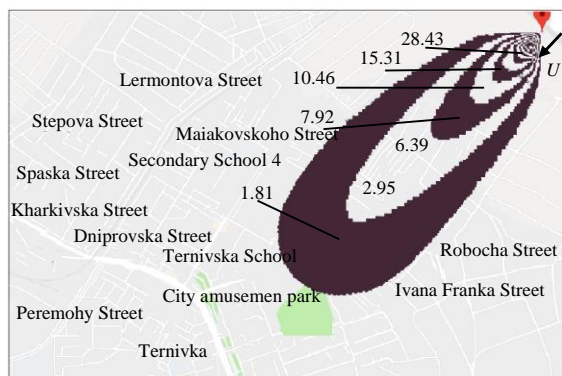 28.43
15.31
U
Lermontova Street
10.46
Stepova Street
7.92
Maiakovskoho Street
6.39
Secondary School 4
Spaska Street
1.81
2.95
Kharkivska Street
Dniprovska Street
Robocha Street
Ternivska School
City amusemen park
Ivana Franka Street
Peremohy Street
Ternivka